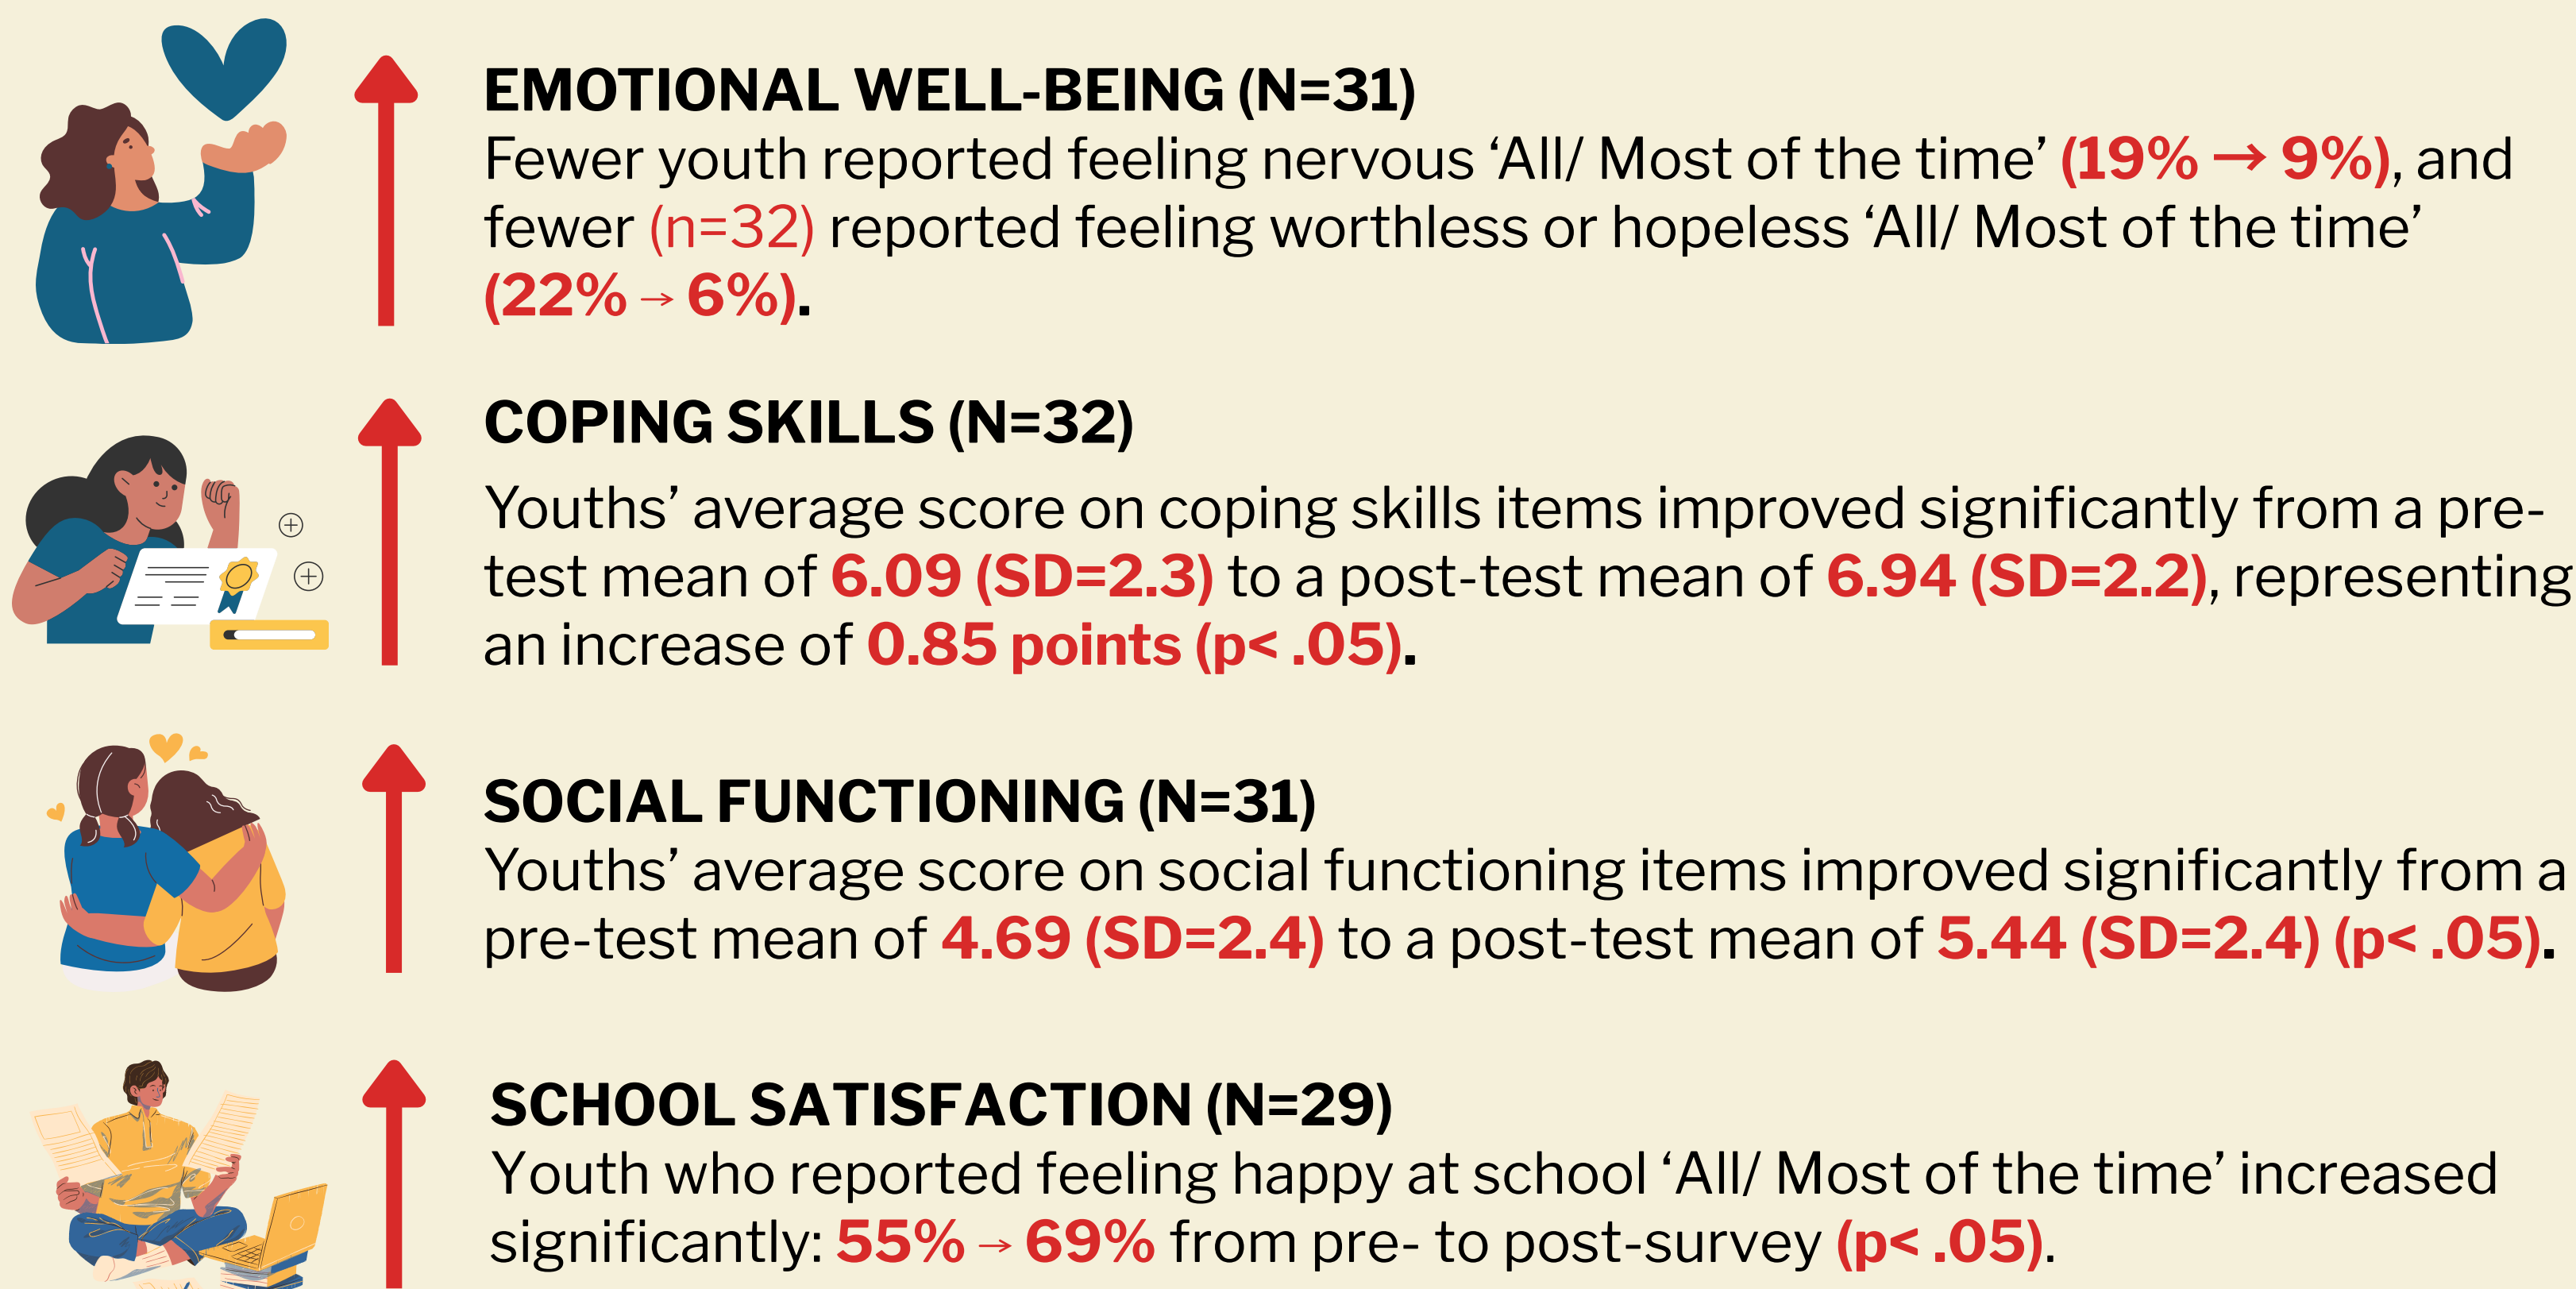 EMOTIONAL WELL-BEING (N=31)
Fewer youth reported feeling nervous ‘All/ Most of the time’ (19% → 9%), and
fewer (n=32) reported feeling worthless or hopeless ‘All/ Most of the time’
(22% → 6%).
COPING SKILLS (N=32)
Youths’ average score on coping skills items improved significantly from a pre-
test mean of 6.09 (SD=2.3) to a post-test mean of 6.94 (SD=2.2), representing
an increase of 0.85 points (p< .05).
SOCIAL FUNCTIONING (N=31)
Youths’ average score on social functioning items improved significantly from a
pre-test mean of 4.69 (SD=2.4) to a post-test mean of 5.44 (SD=2.4) (p< .05).
SCHOOL SATISFACTION (N=29)
Youth who reported feeling happy at school ‘All/ Most of the time’ increased
significantly: 55% → 69% from pre- to post-survey (p< .05).